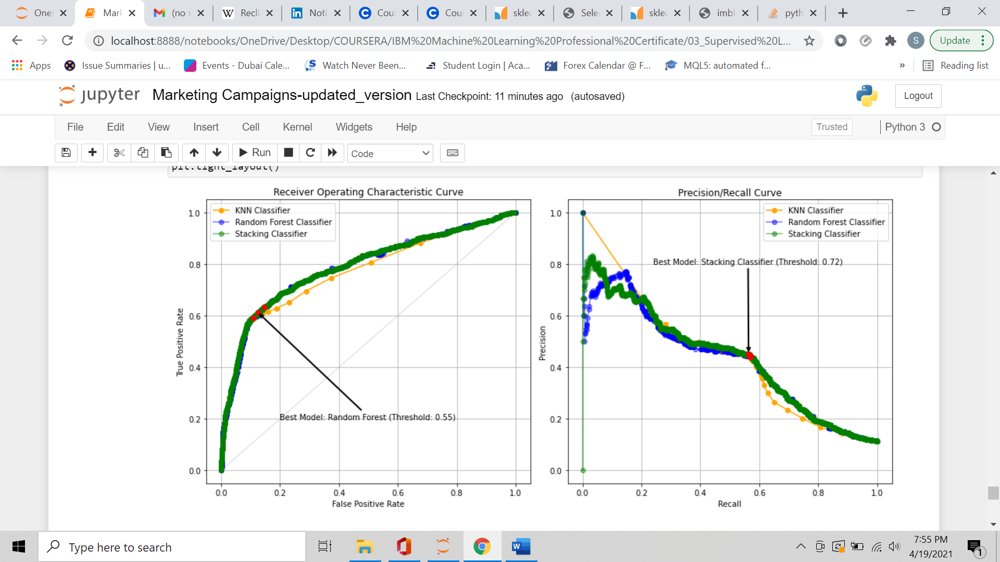 Onel
Mark
(no s
Recli
Noti
Cour
Cour
sklea
Sele
sklea
imbl
pyth
localhost:8888/notebooks/OneDrive/Desktop/COURSERA/IBM%20Machine%20Learning%20Professional%20Certificate/03_Supervised%20L...
S
Update
Apps
Issue Summaries | u...
Events - Dubai Cale...
Watch Never Been...
Student Login | Aca...
Forex Calendar @ F...
MQL5: automated f...
»
Reading list
jupyter
Marketing Campaigns-updated_version Last Checkpoint: 11 minutes ago (autosaved)
Logout
File Edit View Insert Cell Kernel Widgets Help
Trusted
Python 3
Run
Code
plt.tight_layout()
Receiver Operating Characteristic Curve
KNN Classifier
Random Forest Classifier
Stacking Classifier
1.0
0.8
0.6
0.4
0.2
0.0
True Positive Rate
Best Model: Random Forest (Threshold: 0.55)
0.0 0.2 0.4 0.6 0.8 1.0
False Positive Rate
Precision/Recall Curve
KNN Classifier
Random Forest Classifier
Stacking Classifier
1.0
0.8
0.6
0.4
0.2
0.0
Precision
Best Model: Stacking Classifier (Threshold: 0.72)
0.0 0.2 0.4 0.6 0.8 1.0
Recall
Type here to search
W
7:55 PM
4/19/2021
1